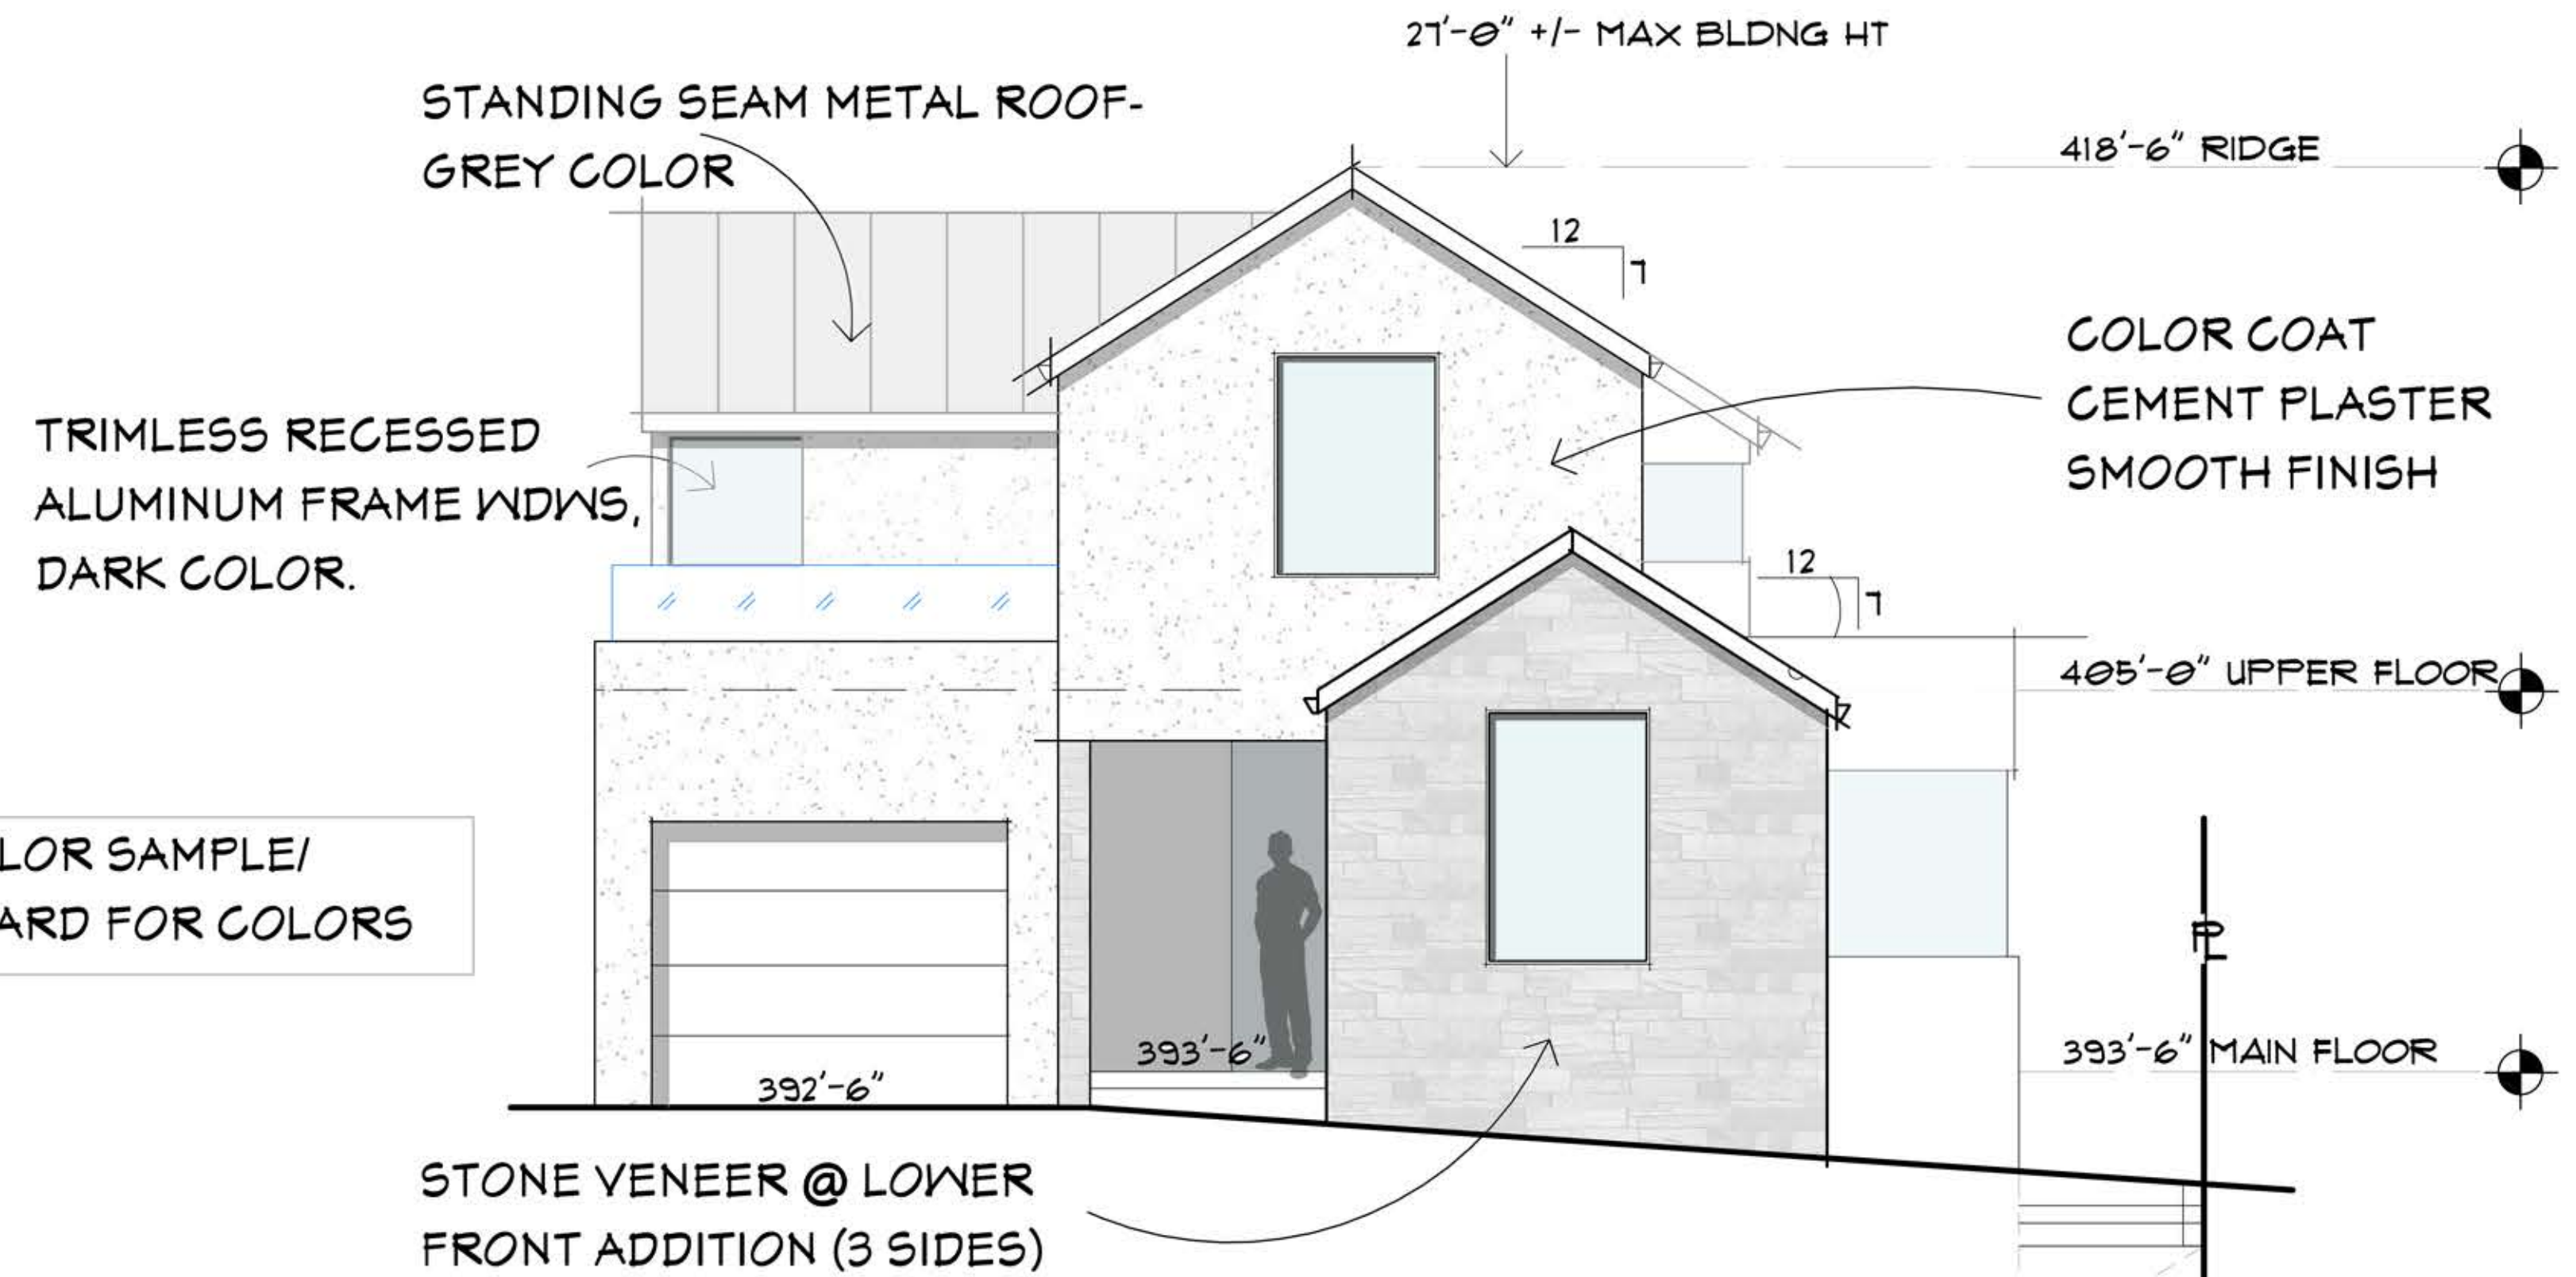 27'-0" +/- MAX BLDNG HT
STANDING SEAM METAL ROOF-
GREY COLOR
418'-6" RIDGE
12
7
COLOR COAT
CEMENT PLASTER
SMOOTH FINISH
TRIMLESS RECESSED
ALUMINUM FRAME WDWS,
DARK COLOR.
12
7
405'-0" UPPER FLOOR
LOR SAMPLE/
ARD FOR COLORS
PL
393'-6"
393'-6" MAIN FLOOR
392'-6"
STONE VENEER @ LOWER
FRONT ADDITION (3 SIDES)